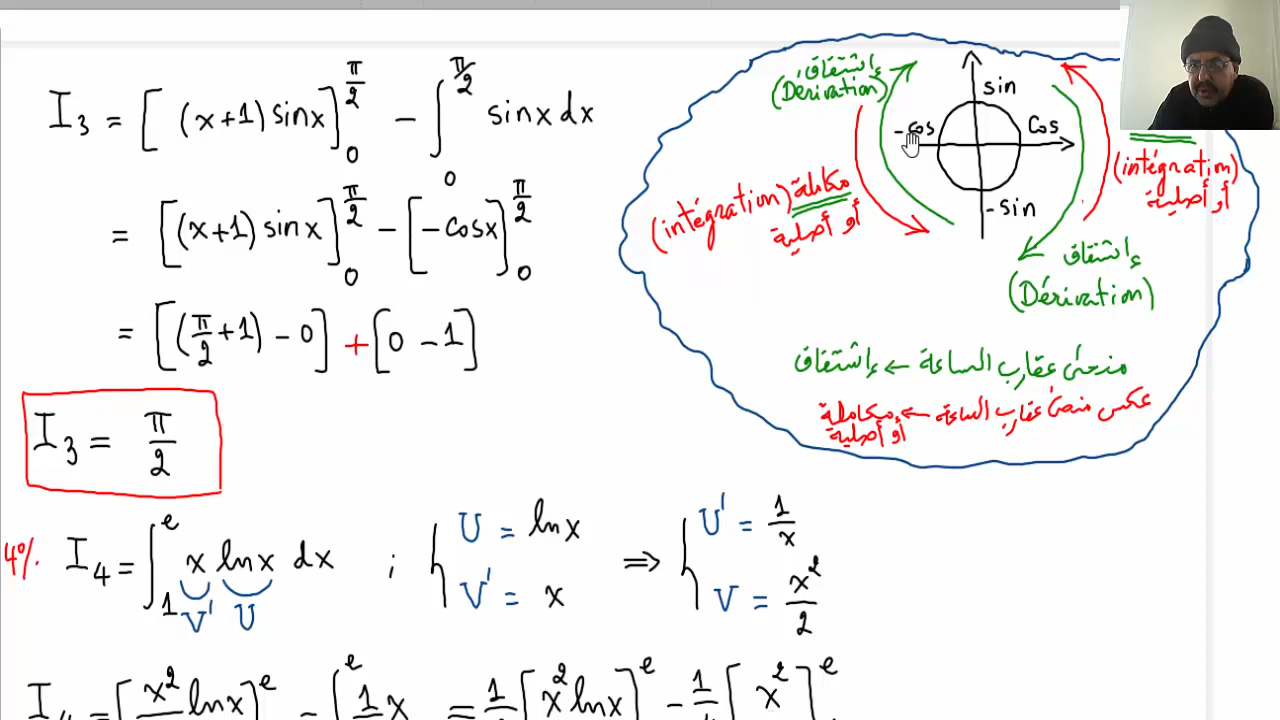 I₃ = [(x+1) sinx]₀^{π/2} − ∫₀^{π/2} sinx dx
= [(x+1) sinx]₀^{π/2} − [−cosx]₀^{π/2}
= [(π/2 + 1) − 0] + [0 − 1]
I₃ = π/2
إشتقاق
(Dérivation)
sin
−cos
Cos
−sin
مكاملة (intégration)
أو أصلية
(intégration)
أو أصلية
إشتقاق
(Dérivation)
منحى عقارب الساعة ← إشتقاق
عكس منحى عقارب الساعة ← مكاملة
أو أصلية
4%. I₄ = ∫₁^e x lnx dx ; { U = lnx ⇒ { U' = 1/x
V' U
V' = x V = x²/2